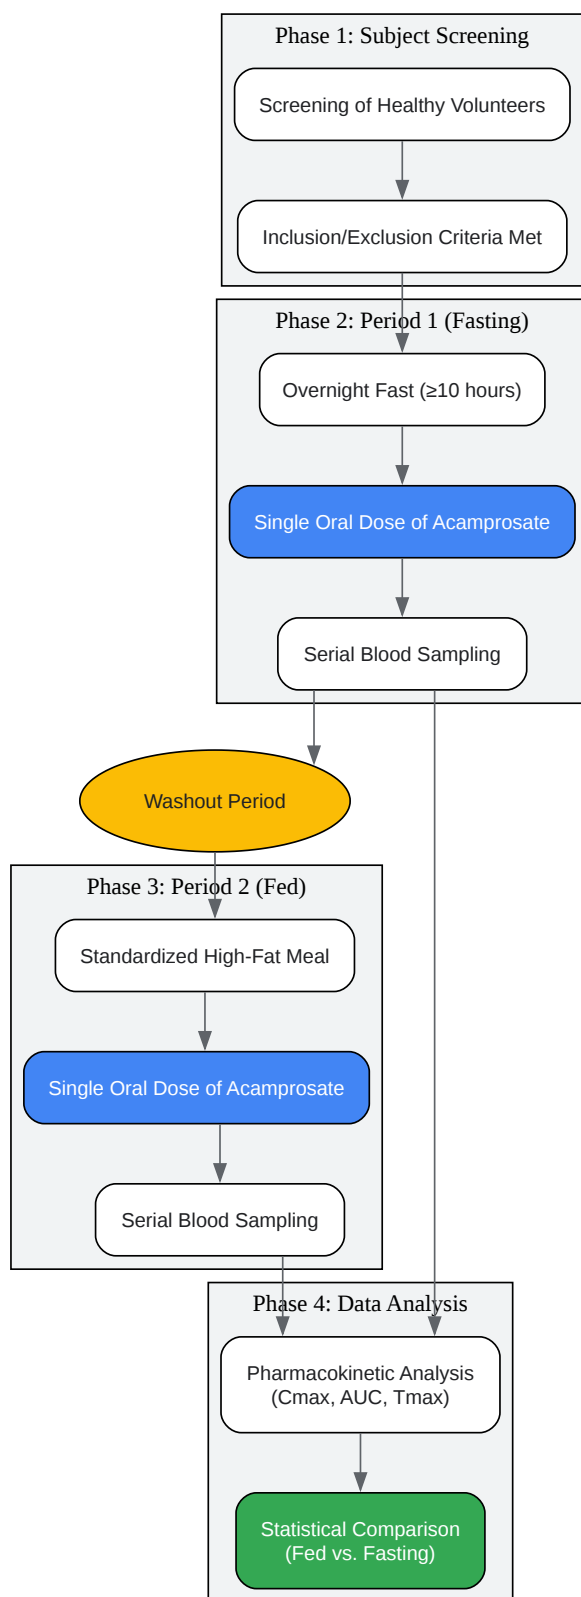 Phase 1: Subject Screening
Screening of Healthy Volunteers
Inclusion/Exclusion Criteria Met
Phase 2: Period 1 (Fasting)
Overnight Fast (≥10 hours)
Single Oral Dose of Acamprosate
Serial Blood Sampling
Washout Period
Phase 3: Period 2 (Fed)
Standardized High-Fat Meal
Single Oral Dose of Acamprosate
Serial Blood Sampling
Phase 4: Data Analysis
Pharmacokinetic Analysis
(Cmax, AUC, Tmax)
Statistical Comparison
(Fed vs. Fasting)